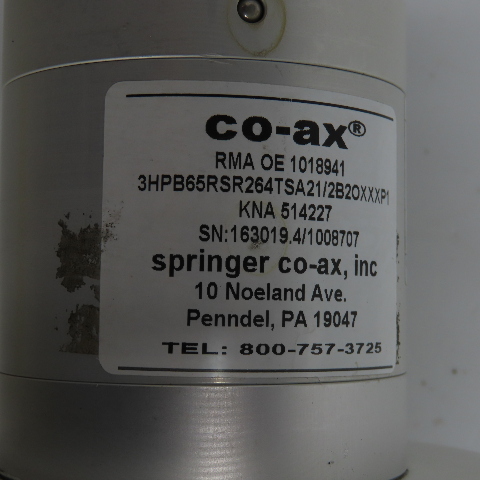 co-ax®
RMA OE 1018941
3HPB65RSR264TSA21/2B2OXXXP1
KNA 514227
SN:163019.4/1008707
springer co-ax, inc
10 Noeland Ave.
Penndel, PA 19047
TEL: 800-757-3725